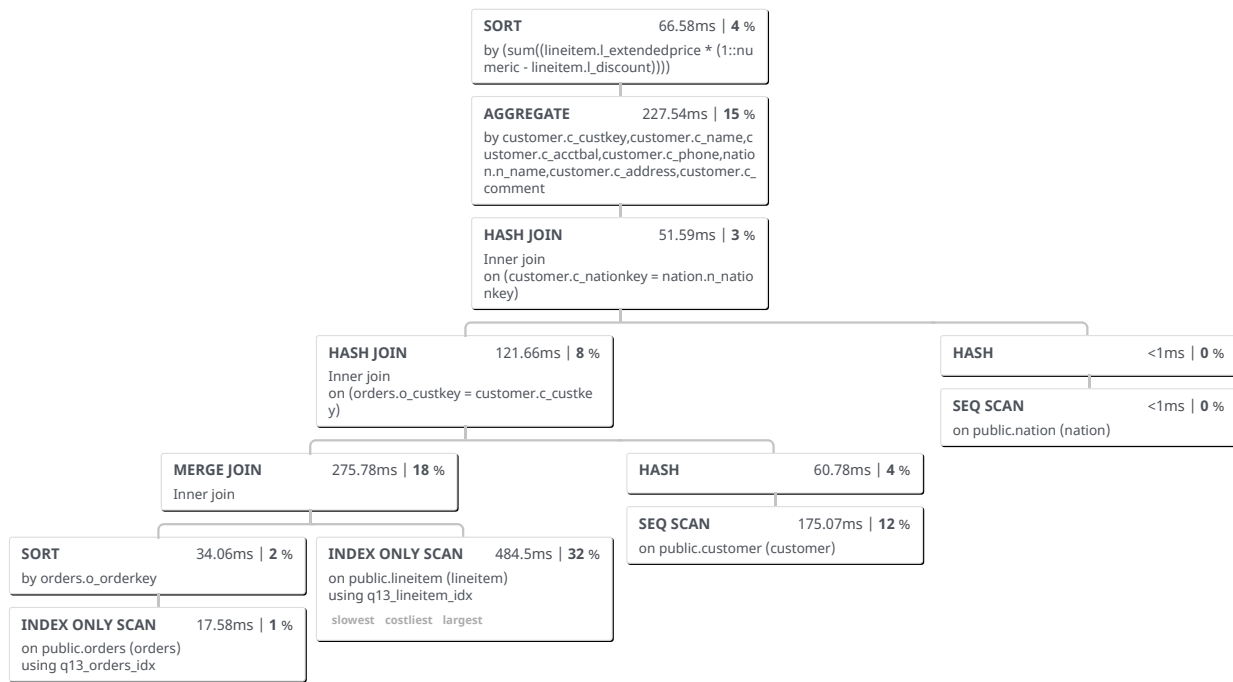 SORT 66.58ms | 4 %
by (sum((lineitem.l_extendedprice * (1::nu
meric - lineitem.l_discount))))
AGGREGATE 227.54ms | 15 %
by customer.c_custkey,customer.c_name,c
ustomer.c_acctbal,customer.c_phone,natio
n.n_name,customer.c_address,customer.c_
comment
HASH JOIN 51.59ms | 3 %
Inner join
on (customer.c_nationkey = nation.n_natio
nkey)
HASH JOIN 121.66ms | 8 %
Inner join
on (orders.o_custkey = customer.c_custke
y)
HASH <1ms | 0 %
SEQ SCAN <1ms | 0 %
on public.nation (nation)
MERGE JOIN 275.78ms | 18 %
Inner join
HASH 60.78ms | 4 %
SEQ SCAN 175.07ms | 12 %
on public.customer (customer)
SORT 34.06ms | 2 %
by orders.o_orderkey
INDEX ONLY SCAN 484.5ms | 32 %
on public.lineitem (lineitem)
using q13_lineitem_idx
slowest costliest largest
INDEX ONLY SCAN 17.58ms | 1 %
on public.orders (orders)
using q13_orders_idx